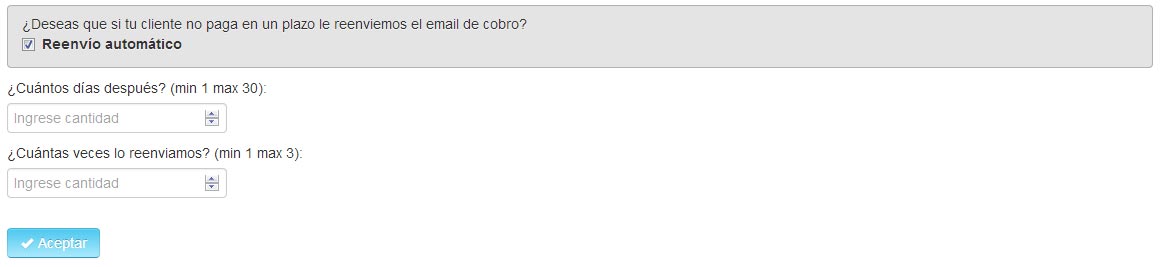 ¿Deseas que si tu cliente no paga en un plazo le reenviemos el email de cobro?
Reenvío automático
¿Cuántos días después? (min 1 max 30):
Ingrese cantidad
¿Cuántas veces lo reenviamos? (min 1 max 3):
Ingrese cantidad
Aceptar